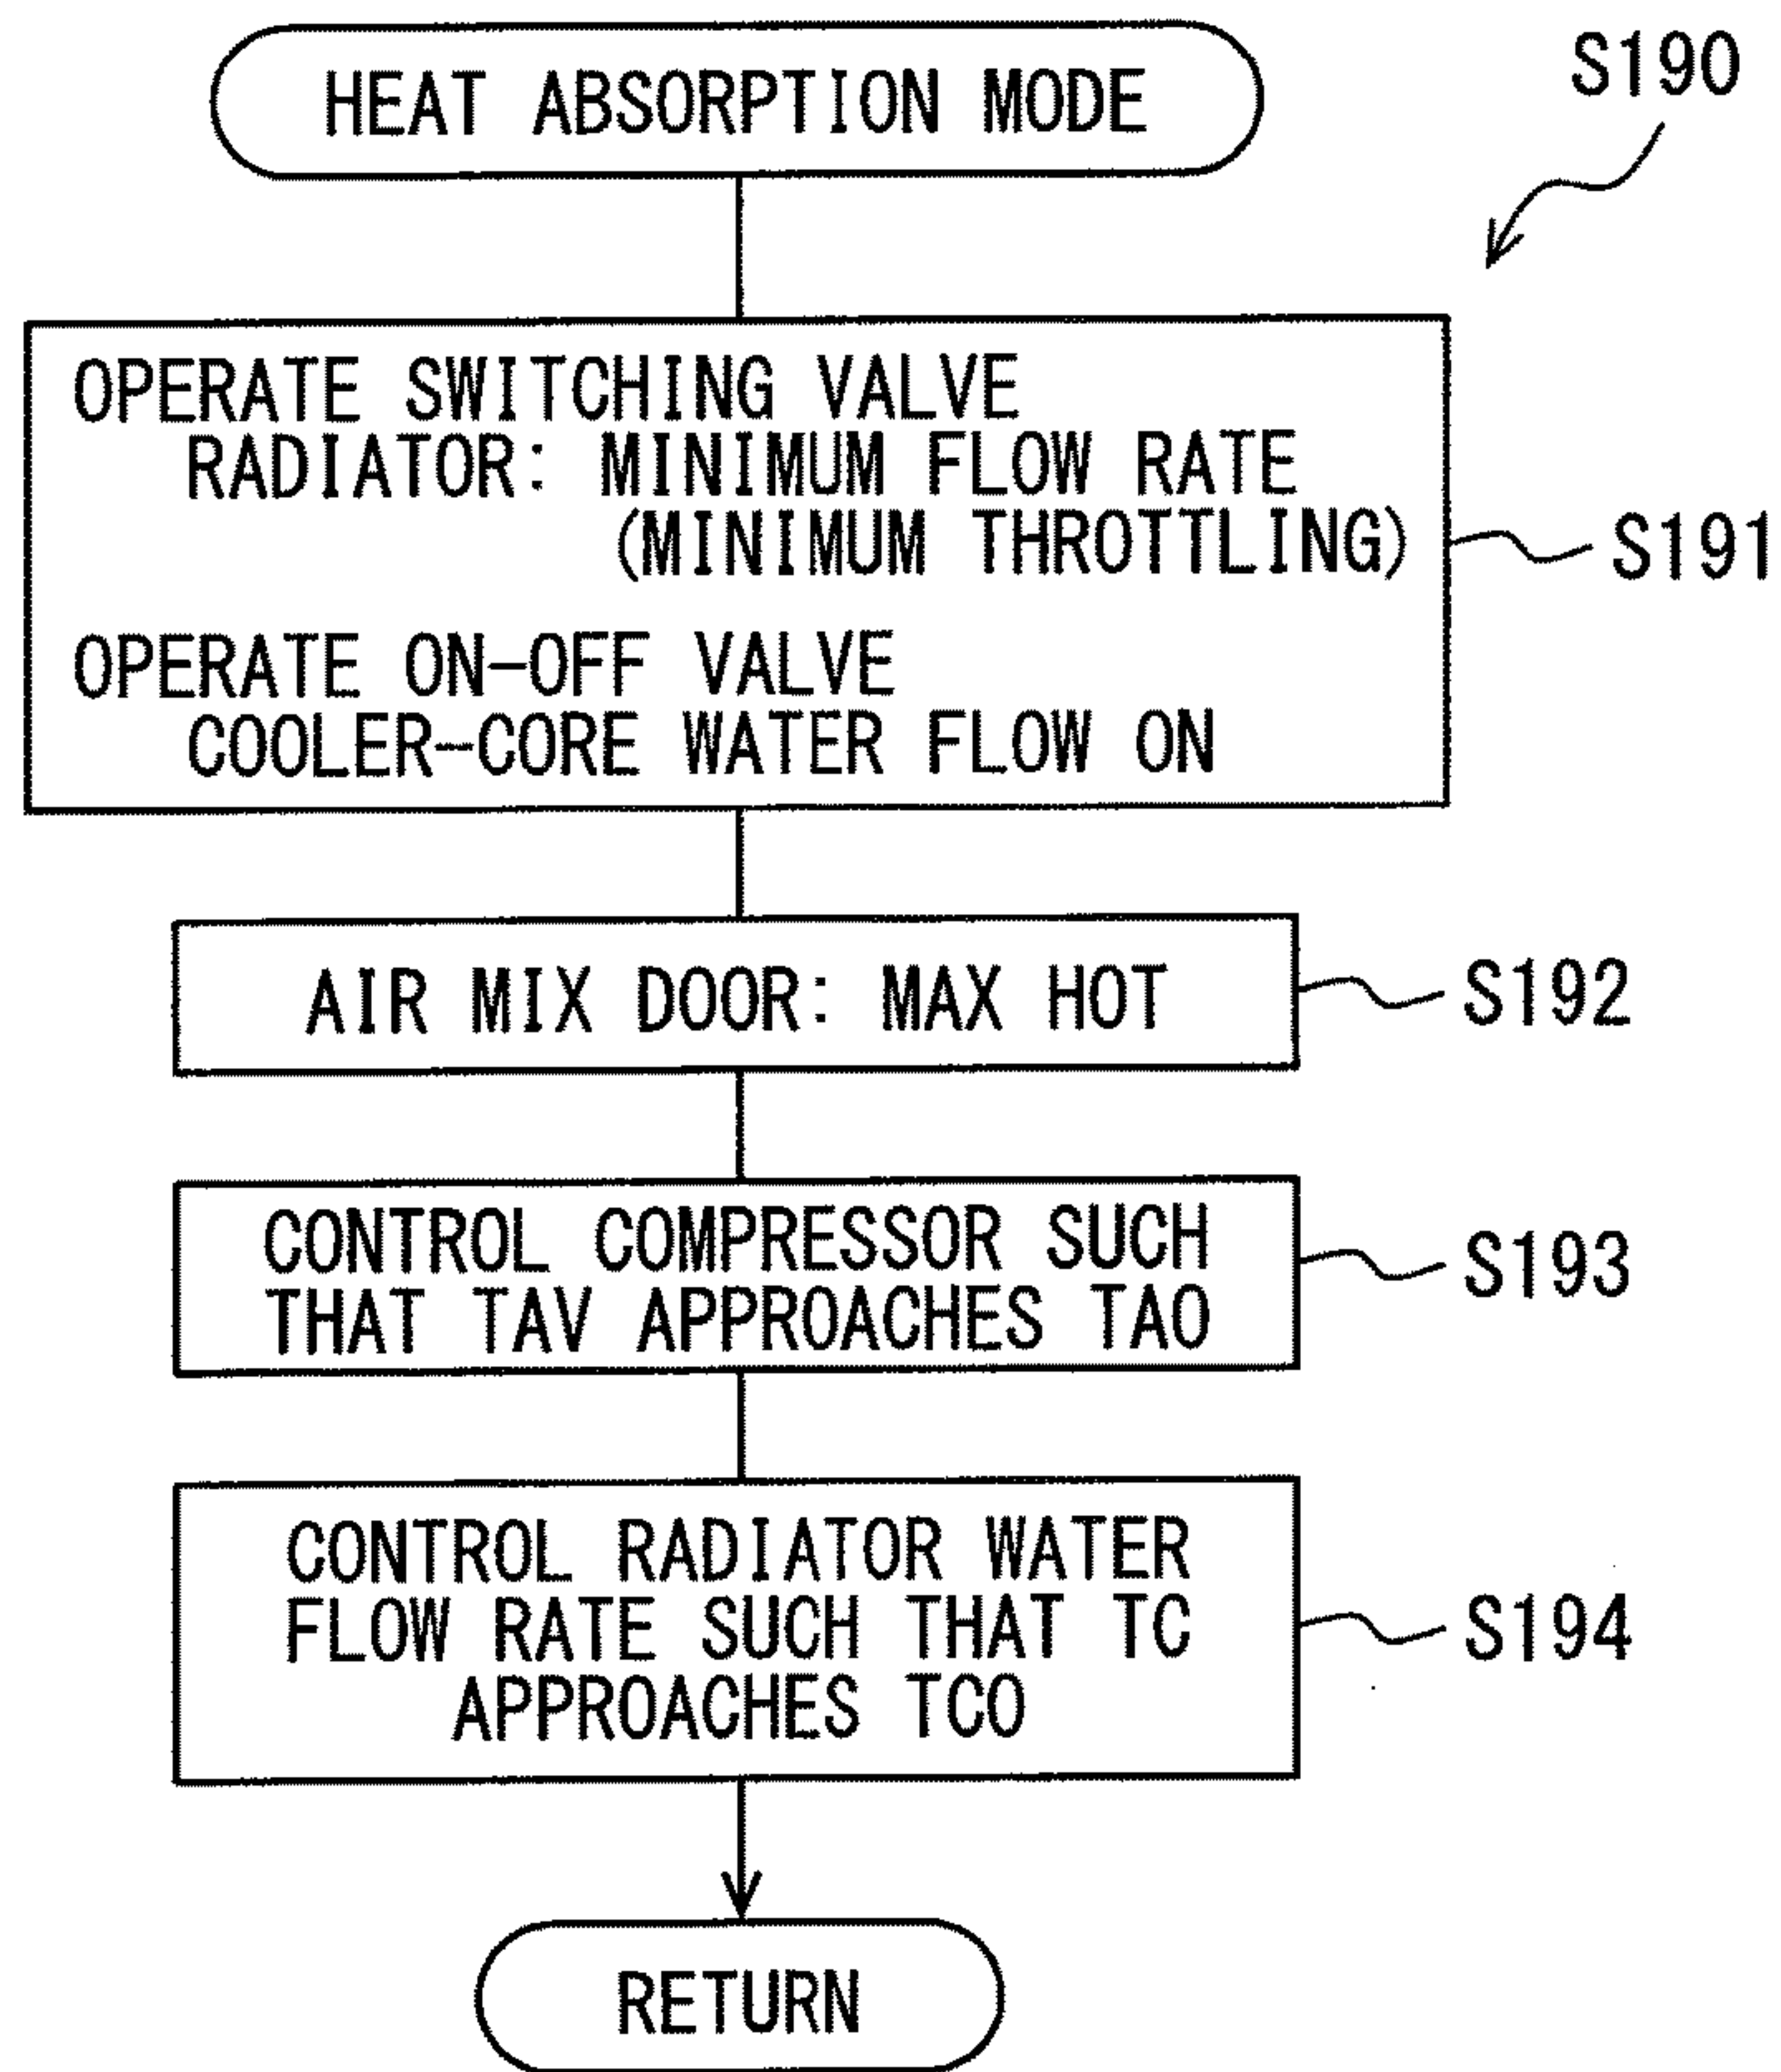 HEAT ABSORPTION MODE
S190
OPERATE SWITCHING VALVE
RADIATOR: MINIMUM FLOW RATE
(MINIMUM THROTTLING)
OPERATE ON-OFF VALVE
COOLER-CORE WATER FLOW ON
S191
AIR MIX DOOR: MAX HOT
S192
CONTROL COMPRESSOR SUCH
THAT TAV APPROACHES TAO
S193
CONTROL RADIATOR WATER
FLOW RATE SUCH THAT TC
APPROACHES TCO
S194
RETURN